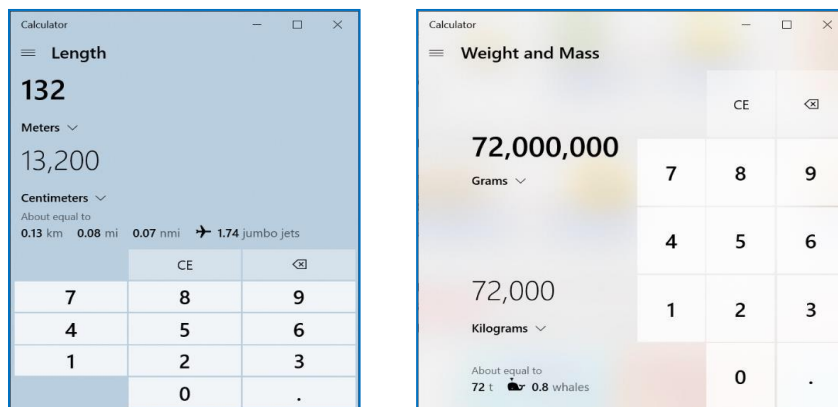 Calculator
Length
132
Meters
13,200
Centimeters
About equal to
0.13 km 0.08 mi 0.07 nmi 1.74 jumbo jets
CE
7 8 9
4 5 6
1 2 3
0 .
Calculator
Weight and Mass
CE
72,000,000
Grams
7 8 9
4 5 6
72,000
Kilograms
1 2 3
About equal to
72 t 0.8 whales
0 .